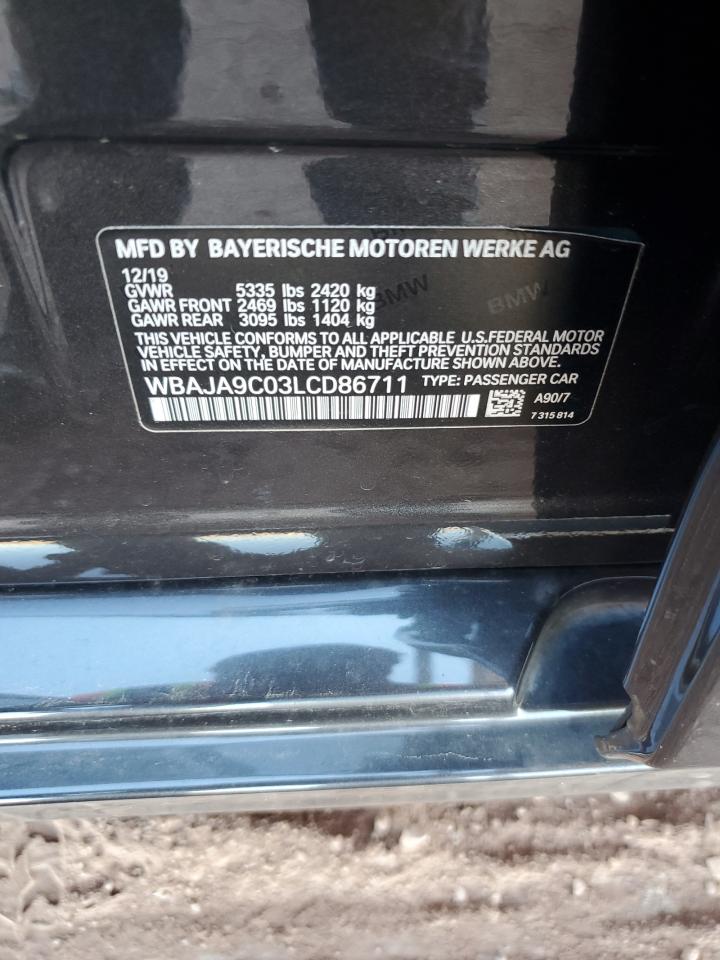 MFD BY BAYERISCHE MOTOREN WERKE AG
12/19
GVWR 5335 lbs 2420 kg
GAWR FRONT 2469 lbs 1120 kg
GAWR REAR 3095 lbs 1404 kg
THIS VEHICLE CONFORMS TO ALL APPLICABLE U.S.FEDERAL MOTOR
VEHICLE SAFETY, BUMPER AND THEFT PREVENTION STANDARDS
IN EFFECT ON THE DATE OF MANUFACTURE SHOWN ABOVE.
WBAJA9C03LCD86711 TYPE: PASSENGER CAR
A90/7
7 315 814
BMW
BMW